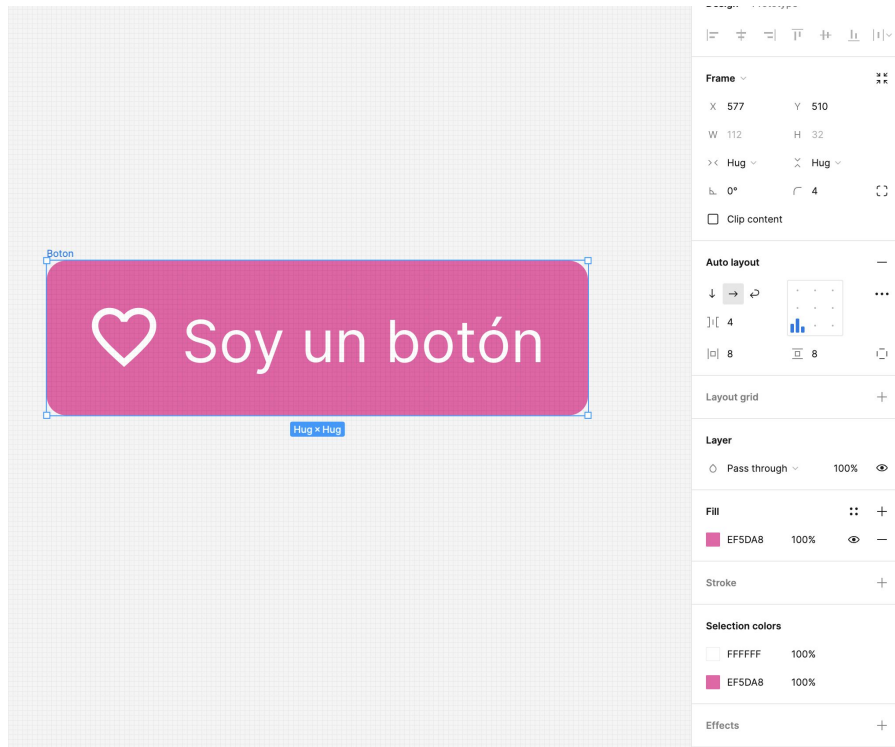 Design Prototype
Frame
X 577 Y 510
W 112 H 32
Hug Hug
0° 4
Clip content
Boton
Soy un botón
Hug × Hug
Auto layout
4
8 8
Layout grid
Layer
Pass through 100%
Fill
EF5DA8 100%
Stroke
Selection colors
FFFFFF 100%
EF5DA8 100%
Effects